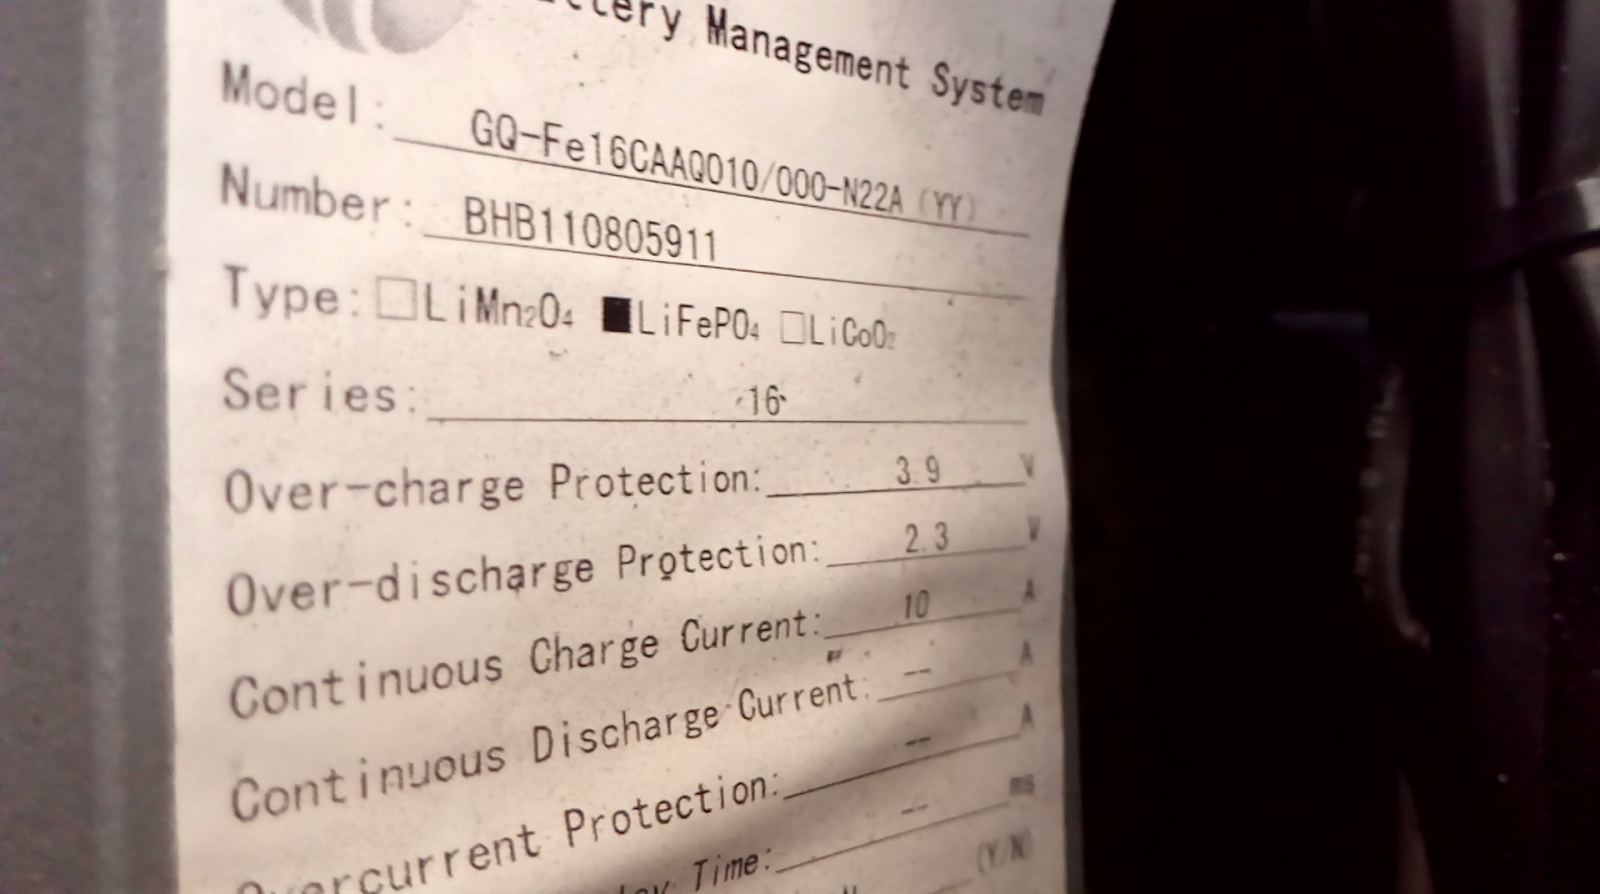 Management System
Model: GQ-Fe16CAAQ010/000-N22A (YY)
Number: BHB110805911
Type: □LiMn₂O₄ ■LiFePO₄ □LiCoO₂
Series: 16
Over-charge Protection: 3.9 V
Over-discharge Protection: 2.3 V
Continuous Charge Current: 10 A
Continuous Discharge Current: -- A
Overcurrent Protection: -- A
Time: -- ms
(Y/N)